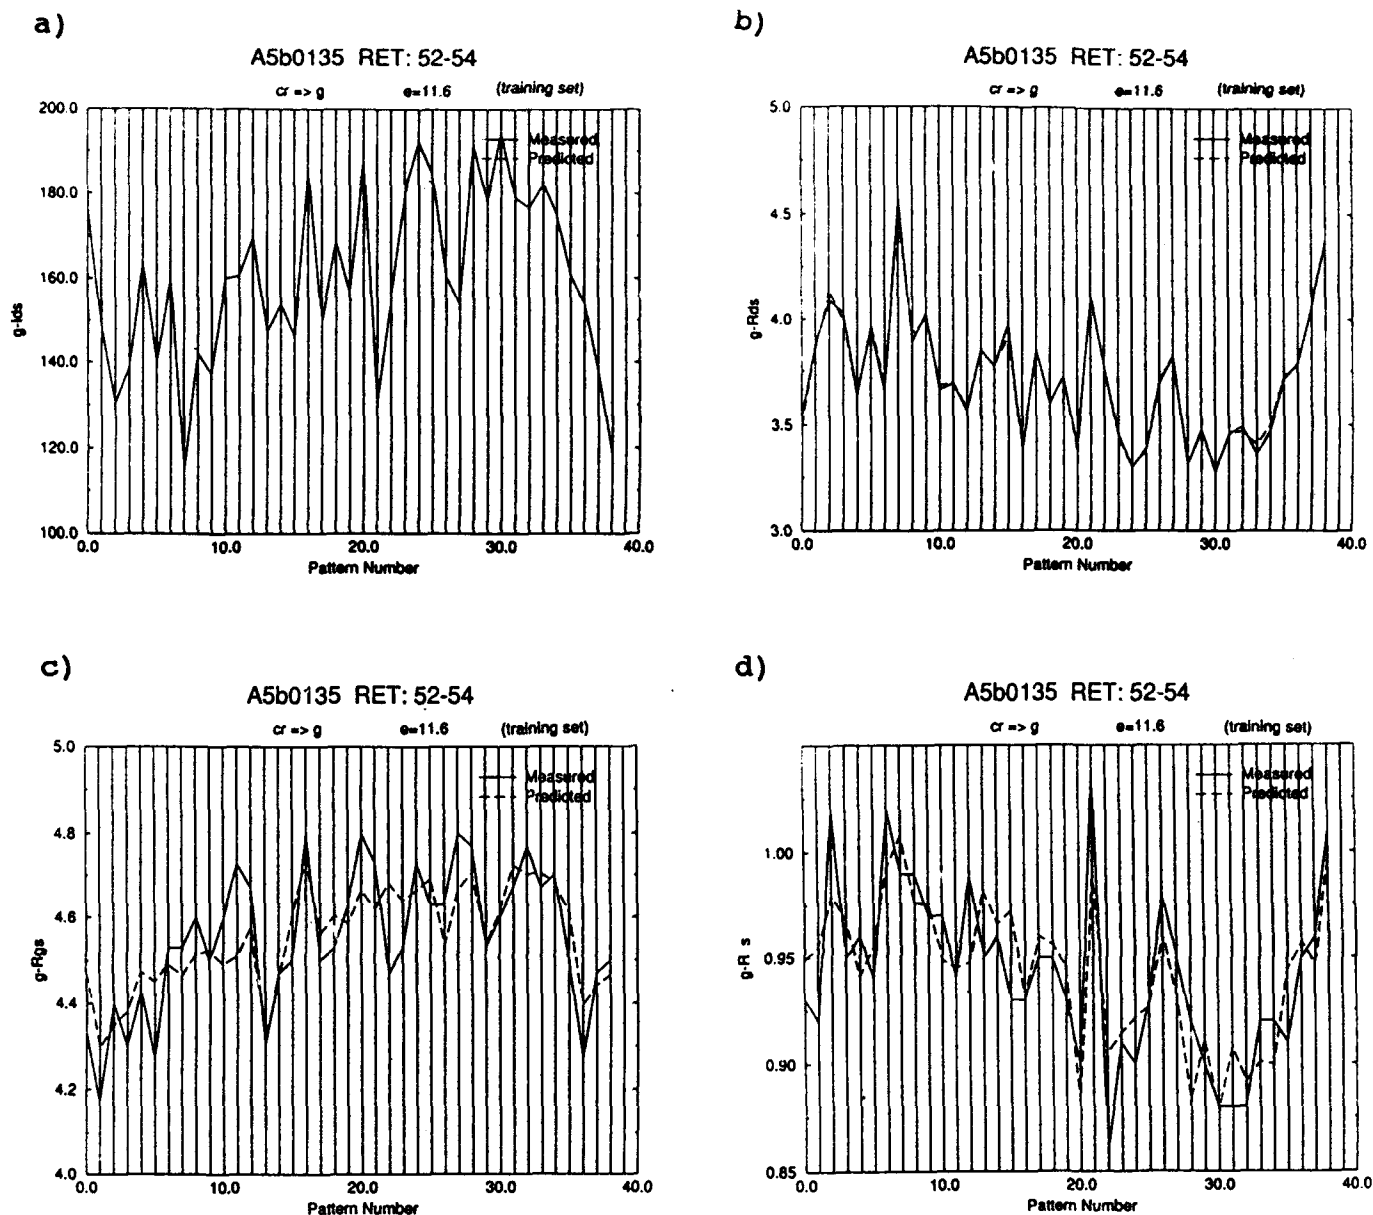 a)
A5b0135 RET: 52-54
cr => g e=11.6 (training set)
Measured
Predicted
200.0
180.0
160.0
140.0
120.0
100.0
g-Ids
0.0 10.0 20.0 30.0 40.0
Pattern Number
b)
A5b0135 RET: 52-54
cr => g e=11.6 (training set)
Measured
Predicted
5.0
4.5
4.0
3.5
3.0
g-Rds
0.0 10.0 20.0 30.0 40.0
Pattern Number
c)
A5b0135 RET: 52-54
cr => g e=11.6 (training set)
Measured
Predicted
5.0
4.8
4.6
4.4
4.2
4.0
g-Rgs
0.0 10.0 20.0 30.0 40.0
Pattern Number
d)
A5b0135 RET: 52-54
cr => g e=11.6 (training set)
Measured
Predicted
1.00
0.95
0.90
0.85
g-R s
0.0 10.0 20.0 30.0 40.0
Pattern Number